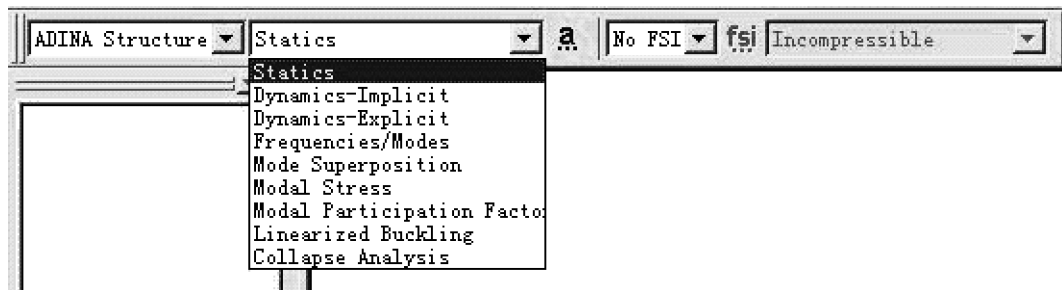 ADINA Structure Statics a No FSI fsi Incompressible
Statics
Dynamics-Implicit
Dynamics-Explicit
Frequencies/Modes
Mode Superposition
Modal Stress
Modal Participation Facto
Linearized Buckling
Collapse Analysis